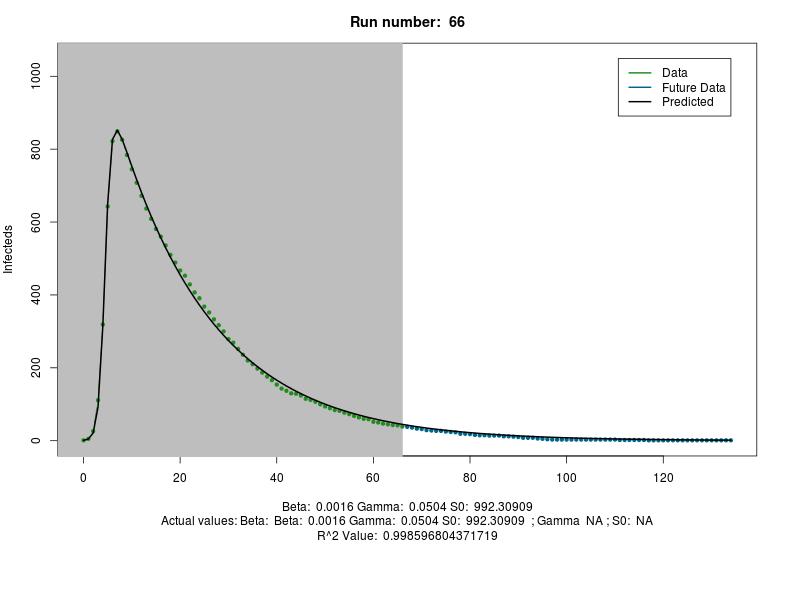 Run number: 66
Data
Future Data
Predicted
Infecteds
1000
800
600
400
200
0
0 20 40 60 80 100 120
Beta: 0.0016 Gamma: 0.0504 S0: 992.30909
Actual values: Beta: Beta: 0.0016 Gamma: 0.0504 S0: 992.30909 ; Gamma NA ; S0: NA
R^2 Value: 0.998596804371719